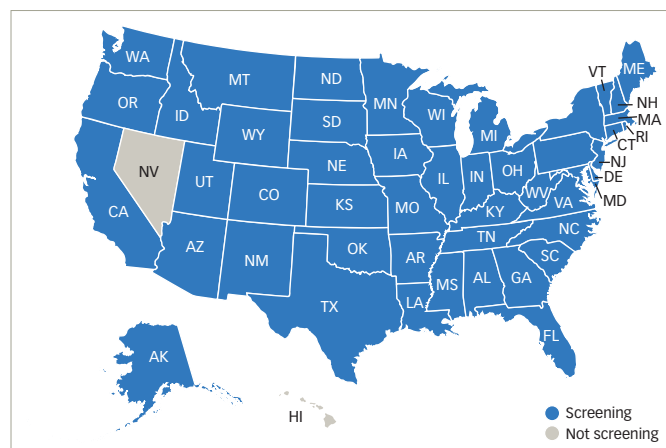 WA
MT
ND
MN
VT
ME
OR
ID
WY
SD
WI
MI
NH
MA
RI
CT
NV
UT
CO
NE
IA
IL
IN
OH
NJ
DE
MD
CA
KS
MO
KY
WV
VA
AZ
NM
OK
AR
TN
NC
SC
TX
LA
MS
AL
GA
FL
AK
HI
Screening
Not screening